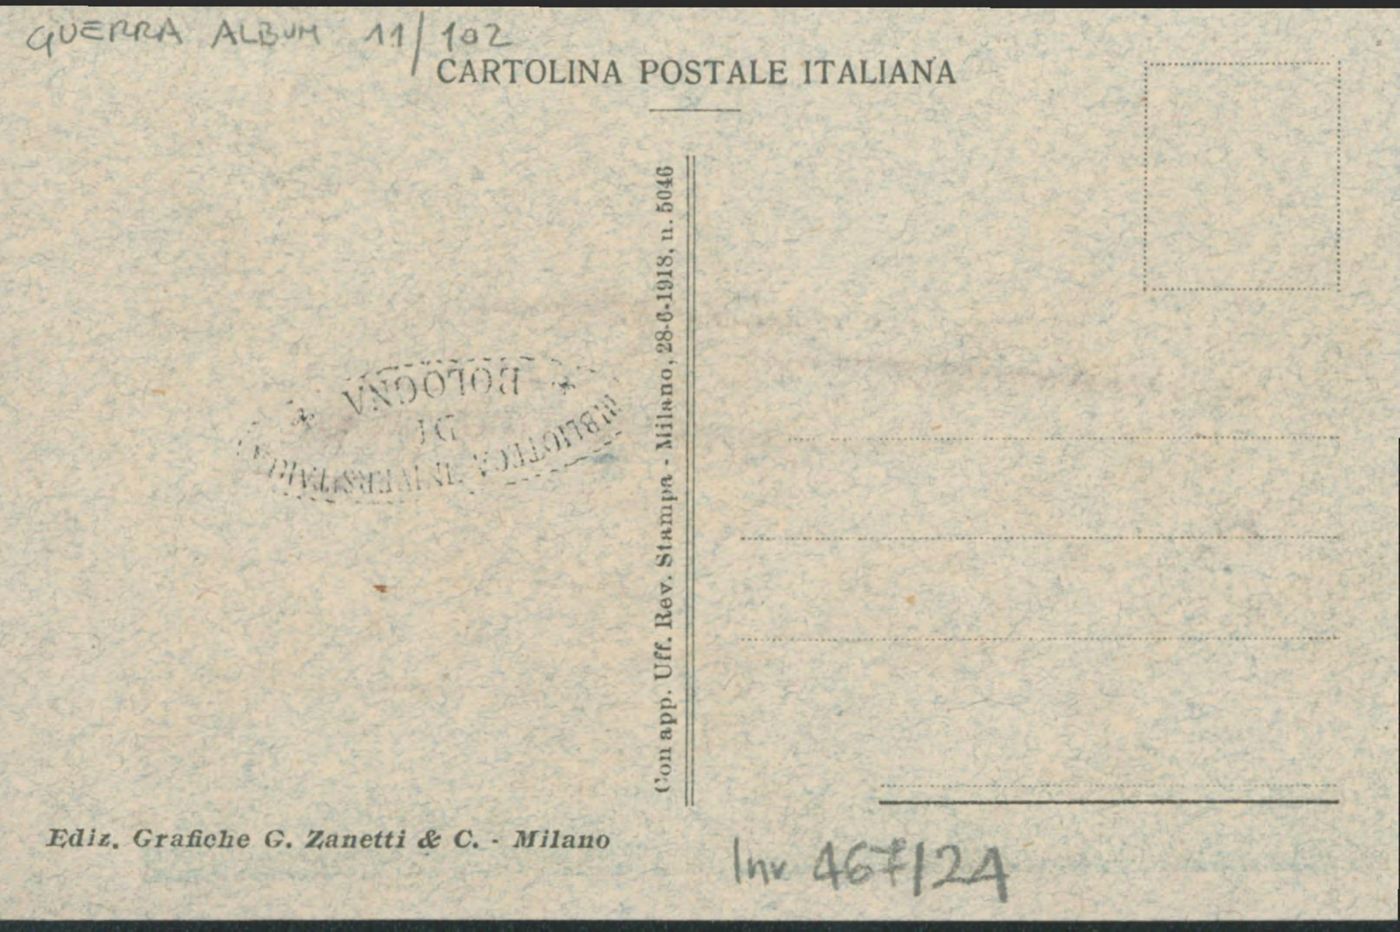 GUERRA ALBUM 11/102
CARTOLINA POSTALE ITALIANA
Con app. Uff. Rev. Stampa - Milano, 28-6-1918, n. 5046
BIBLIOTECA UNIVERSITARIA
DI
BOLOGNA
Ediz. Grafiche G. Zanetti & C. - Milano
Inv 467124